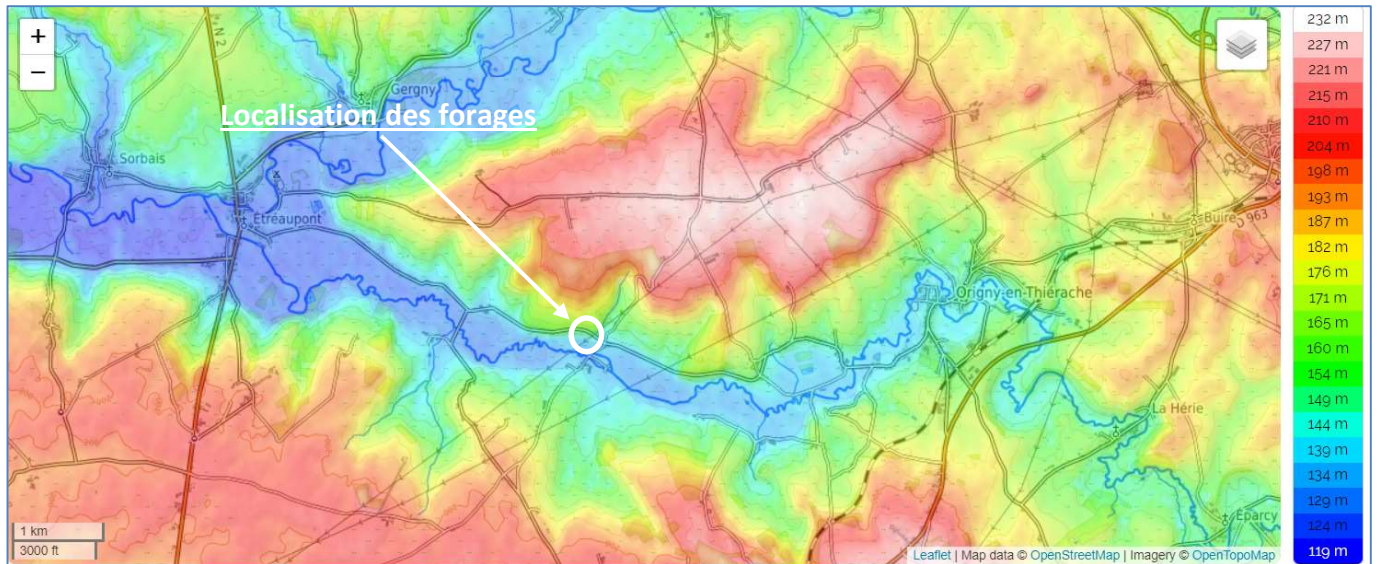 +
−
N 2
Gergny
Localisation des forages
Sorbais
Étréaupont
Buire
D 963
Origny-en-Thiérache
La Hérie
Éparcy
1 km
3000 ft
Leaflet | Map data © OpenStreetMap | Imagery © OpenTopoMap
232 m
227 m
221 m
215 m
210 m
204 m
198 m
193 m
187 m
182 m
176 m
171 m
165 m
160 m
154 m
149 m
144 m
139 m
134 m
129 m
124 m
119 m